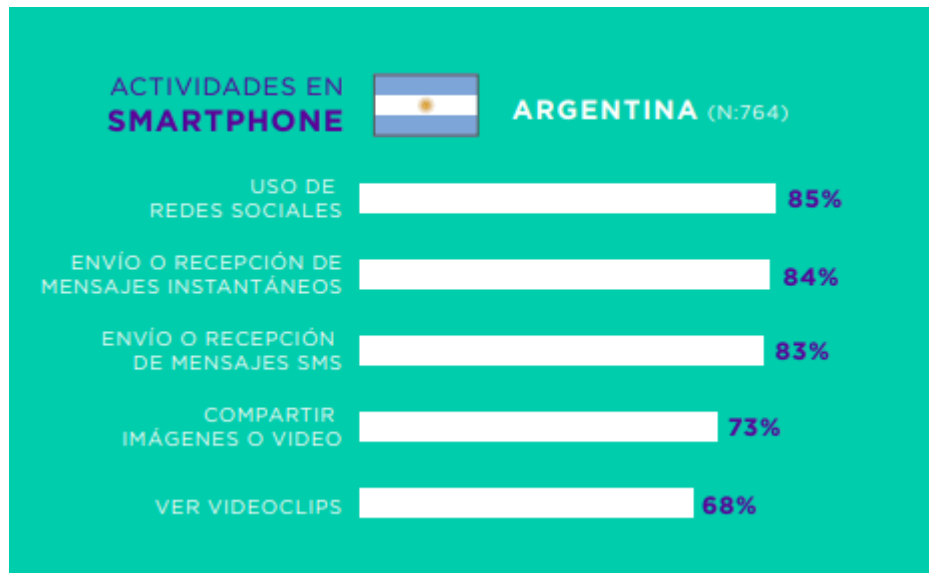 ACTIVIDADES EN
SMARTPHONE
ARGENTINA (N:764)
USO DE
REDES SOCIALES
85%
ENVÍO O RECEPCIÓN DE
MENSAJES INSTANTÁNEOS
84%
ENVÍO O RECEPCIÓN
DE MENSAJES SMS
83%
COMPARTIR
IMÁGENES O VIDEO
73%
VER VIDEOCLIPS
68%